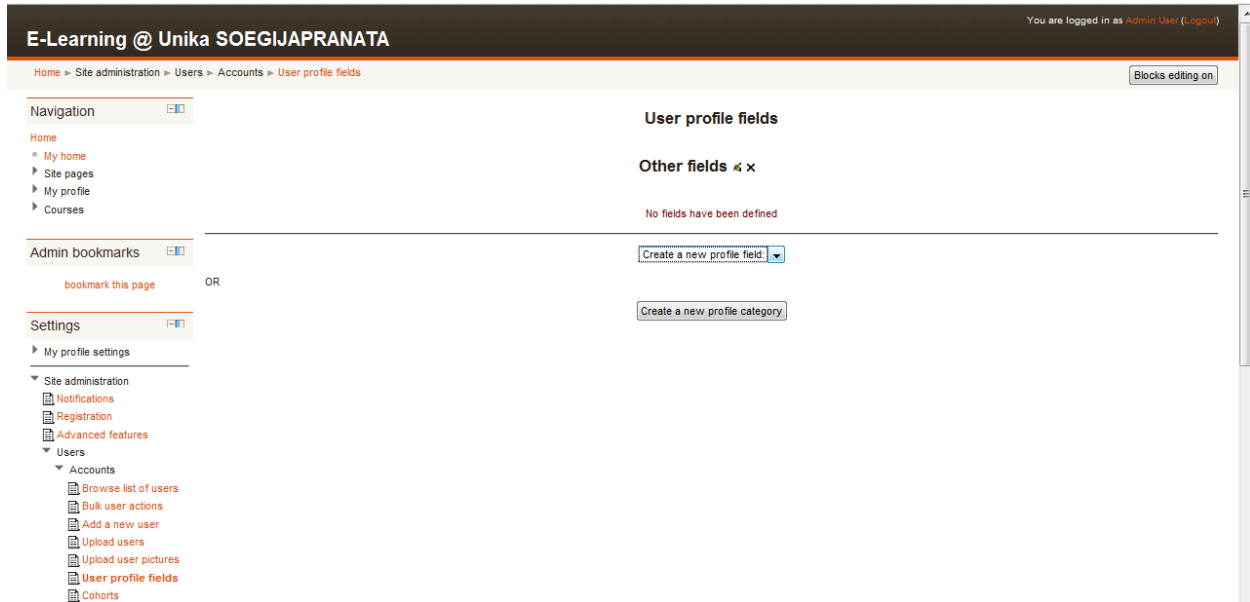 You are logged in as Admin User (Logout)
E-Learning @ Unika SOEGIJAPRANATA
Home ► Site administration ► Users ► Accounts ► User profile fields
Blocks editing on
Navigation
Home
My home
Site pages
My profile
Courses
Admin bookmarks
bookmark this page
Settings
My profile settings
Site administration
Notifications
Registration
Advanced features
Users
Accounts
Browse list of users
Bulk user actions
Add a new user
Upload users
Upload user pictures
User profile fields
Cohorts
User profile fields
Other fields
No fields have been defined
Create a new profile field:
OR
Create a new profile category